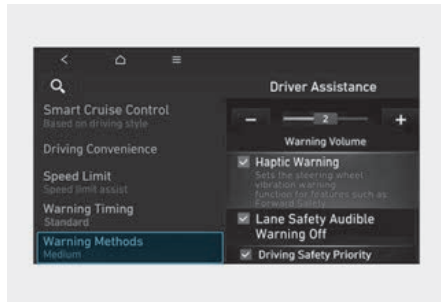 Driver Assistance
Smart Cruise Control
Based on driving style
Driving Convenience
Speed Limit
Speed limit assist
Warning Timing
Standard
Warning Methods
Medium
- 2 +
Warning Volume
Haptic Warning
Sets the steering wheel
vibration warning
function for features such as
Forward Safety
Lane Safety Audible
Warning Off
Driving Safety Priority